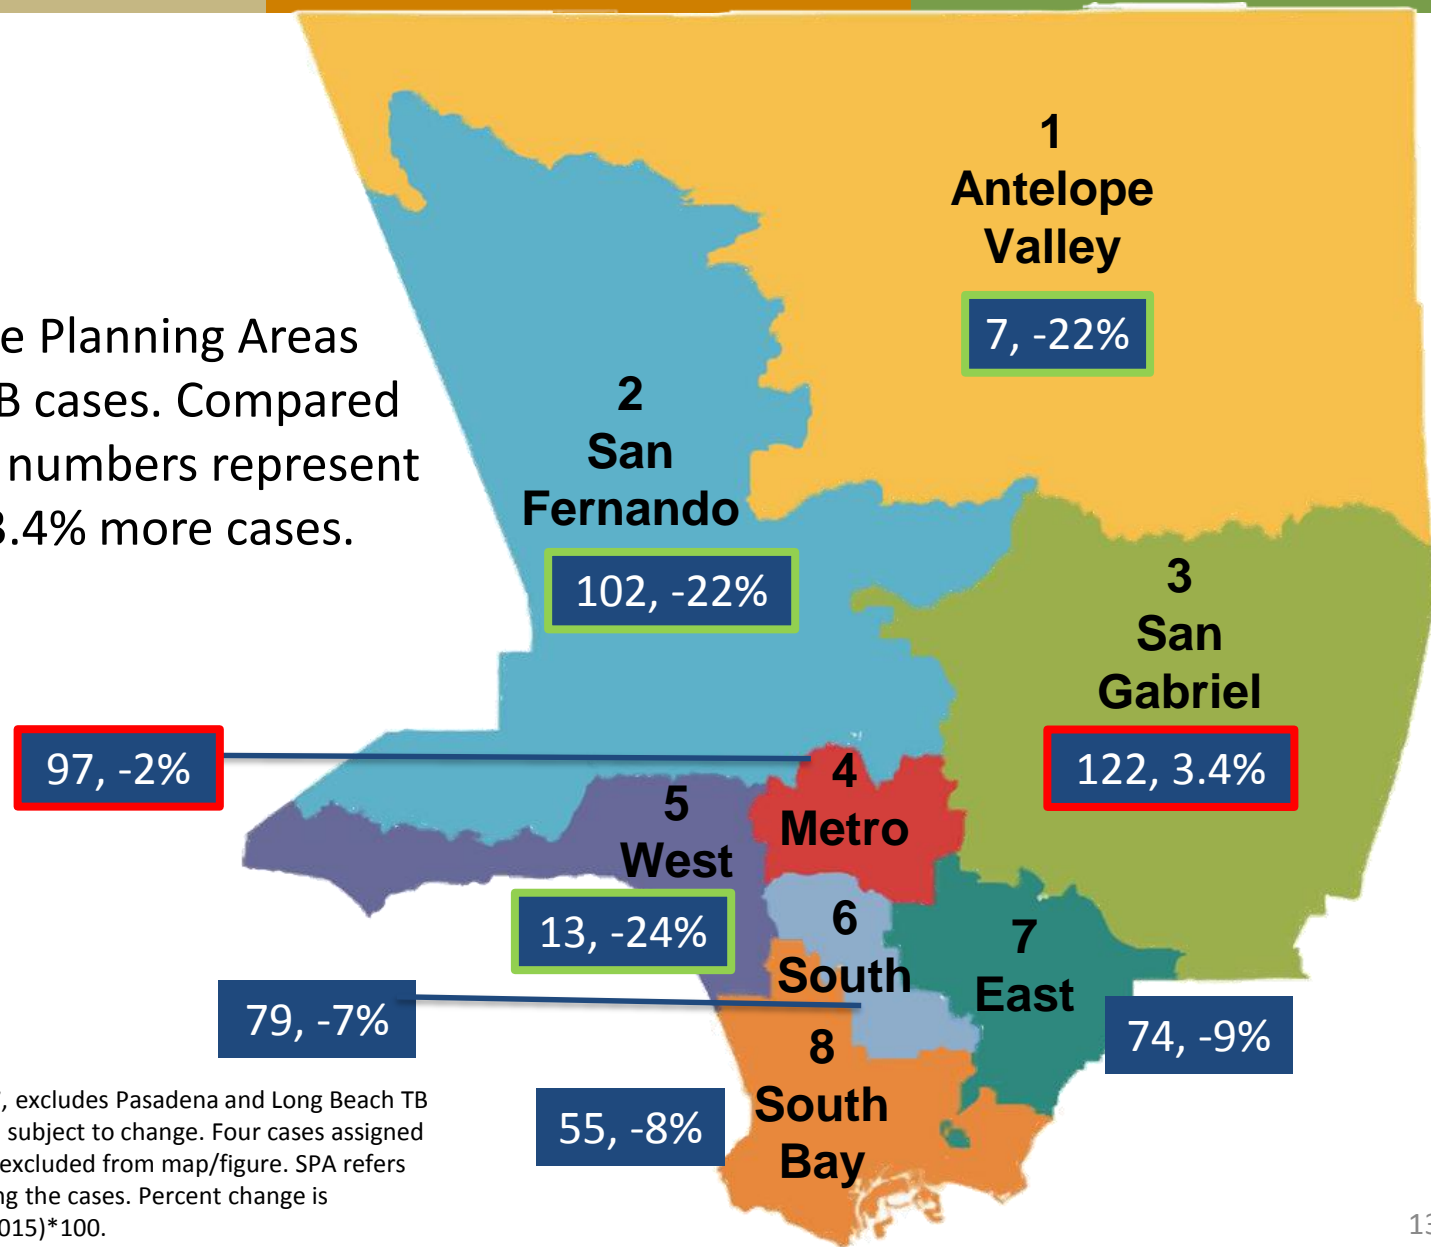 e Planning Areas
B cases. Compared
numbers represent
3.4% more cases.
1
Antelope
Valley
7, -22%
2
San
Fernando
102, -22%
3
San
Gabriel
122, 3.4%
97, -2%
4
Metro
5
West
13, -24%
6
South
79, -7%
7
East
74, -9%
8
South
Bay
55, -8%
, excludes Pasadena and Long Beach TB
subject to change. Four cases assigned
excluded from map/figure. SPA refers
ng the cases. Percent change is
015)*100.
13